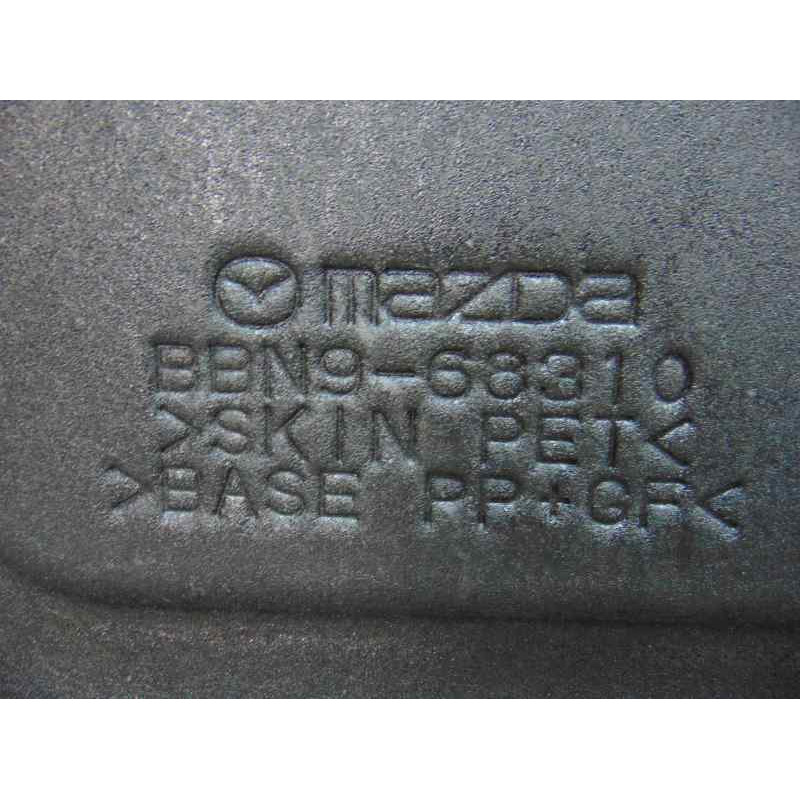 mazda
BBN9-68310
>SKIN PET<
>BASE PP+GF<